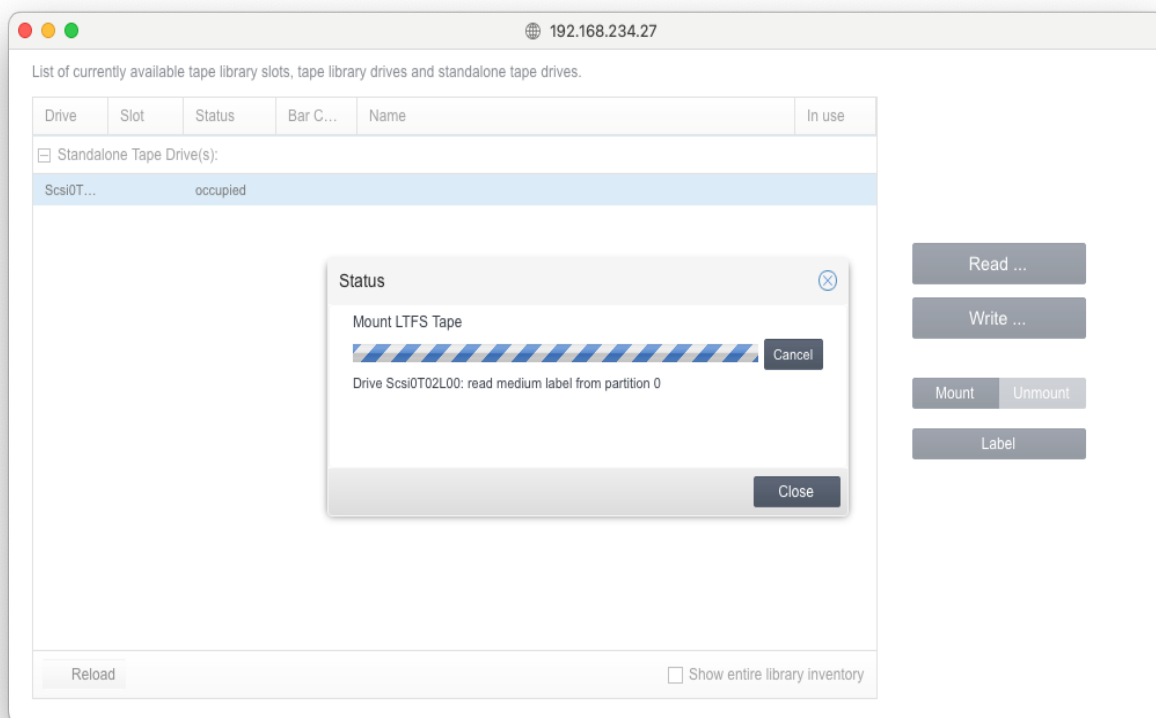 192.168.234.27
List of currently available tape library slots, tape library drives and standalone tape drives.
Drive Slot Status Bar C... Name In use
Standalone Tape Drive(s):
Scsi0T... occupied
Status
Mount LTFS Tape
Cancel
Drive Scsi0T02L00: read medium label from partition 0
Close
Read ...
Write ...
Mount Unmount
Label
Reload Show entire library inventory